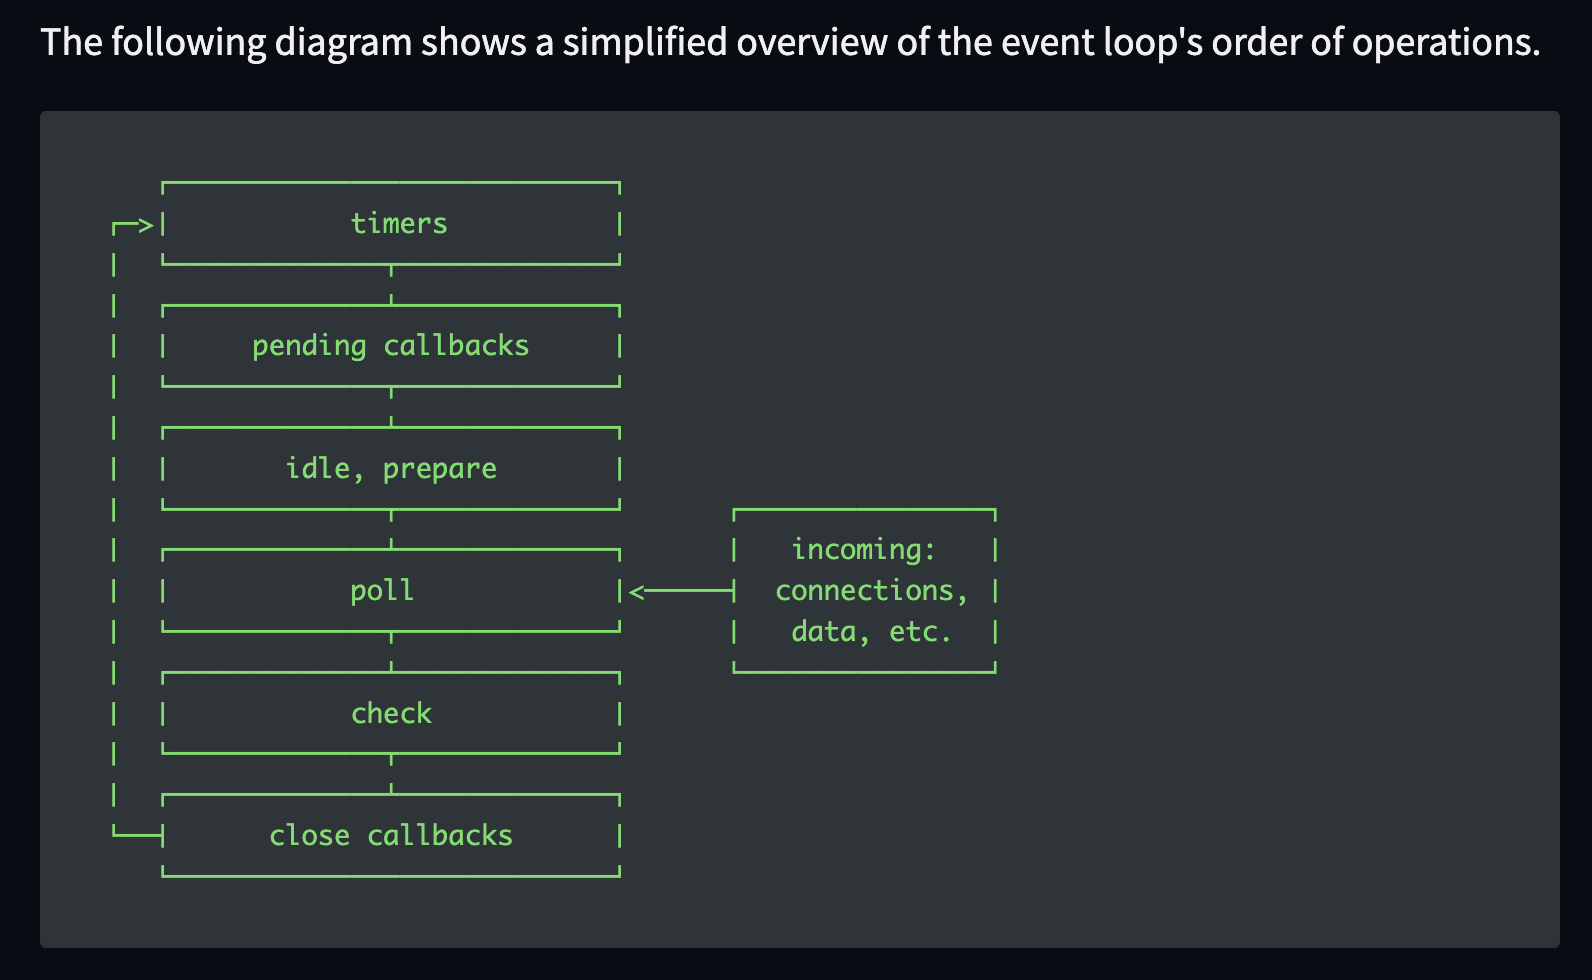 The following diagram shows a simplified overview of the event loop's order of operations.
timers
pending callbacks
idle, prepare
incoming:
poll
connections,
data, etc.
check
close callbacks